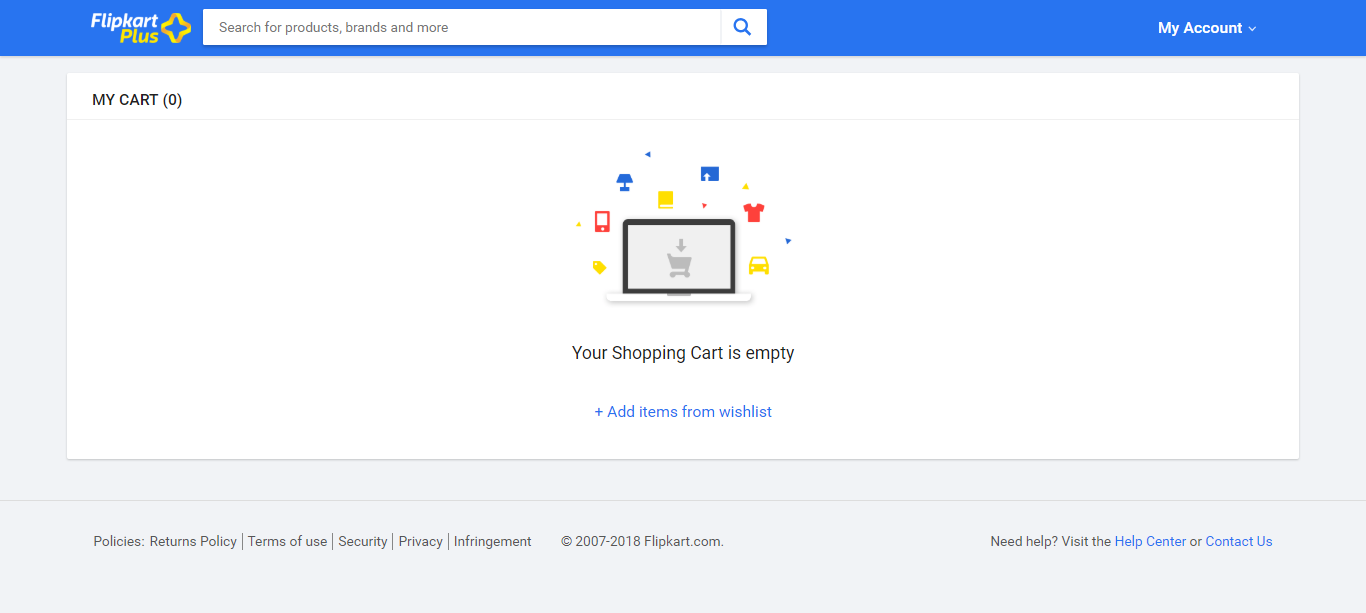 Flipkart
Plus
Search for products, brands and more
My Account
MY CART (0)
Your Shopping Cart is empty
+ Add items from wishlist
Policies: Returns Policy | Terms of use | Security | Privacy | Infringement © 2007-2018 Flipkart.com. Need help? Visit the Help Center or Contact Us